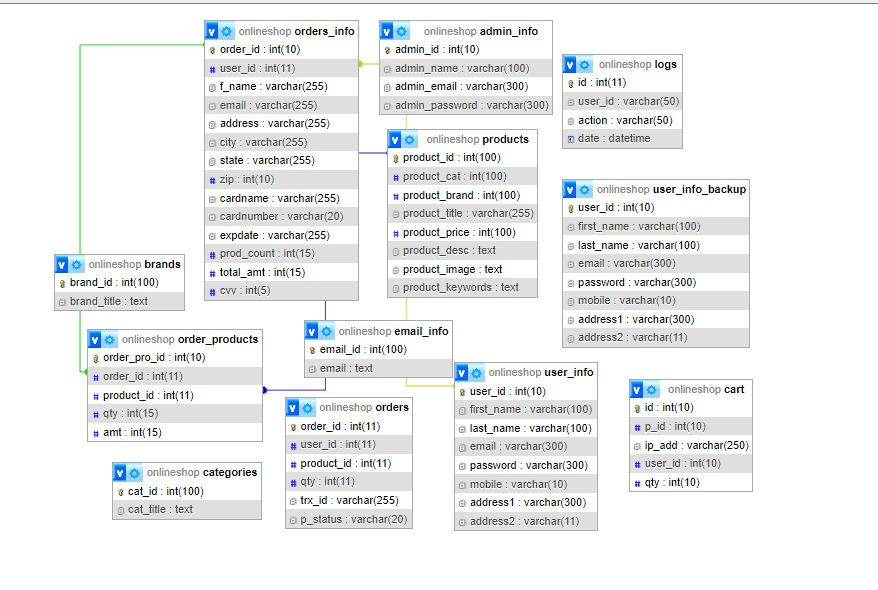 onlineshop orders_info
order_id : int(10)
user_id : int(11)
f_name : varchar(255)
email : varchar(255)
address : varchar(255)
city : varchar(255)
state : varchar(255)
zip : int(10)
cardname : varchar(255)
cardnumber : varchar(20)
expdate : varchar(255)
prod_count : int(15)
total_amt : int(15)
cvv : int(5)
onlineshop admin_info
admin_id : int(10)
admin_name : varchar(100)
admin_email : varchar(300)
admin_password : varchar(300)
onlineshop logs
id : int(11)
user_id : varchar(50)
action : varchar(50)
date : datetime
onlineshop products
product_id : int(100)
product_cat : int(100)
product_brand : int(100)
product_title : varchar(255)
product_price : int(100)
product_desc : text
product_image : text
product_keywords : text
onlineshop user_info_backup
user_id : int(10)
first_name : varchar(100)
last_name : varchar(100)
email : varchar(300)
password : varchar(300)
mobile : varchar(10)
address1 : varchar(300)
address2 : varchar(11)
onlineshop brands
brand_id : int(100)
brand_title : text
onlineshop order_products
order_pro_id : int(10)
order_id : int(11)
product_id : int(11)
qty : int(15)
amt : int(15)
onlineshop email_info
email_id : int(100)
email : text
onlineshop user_info
user_id : int(10)
first_name : varchar(100)
last_name : varchar(100)
email : varchar(300)
password : varchar(300)
mobile : varchar(10)
address1 : varchar(300)
address2 : varchar(11)
onlineshop cart
id : int(10)
p_id : int(10)
ip_add : varchar(250)
user_id : int(10)
qty : int(10)
onlineshop orders
order_id : int(11)
user_id : int(11)
product_id : int(11)
qty : int(11)
trx_id : varchar(255)
p_status : varchar(20)
onlineshop categories
cat_id : int(100)
cat_title : text